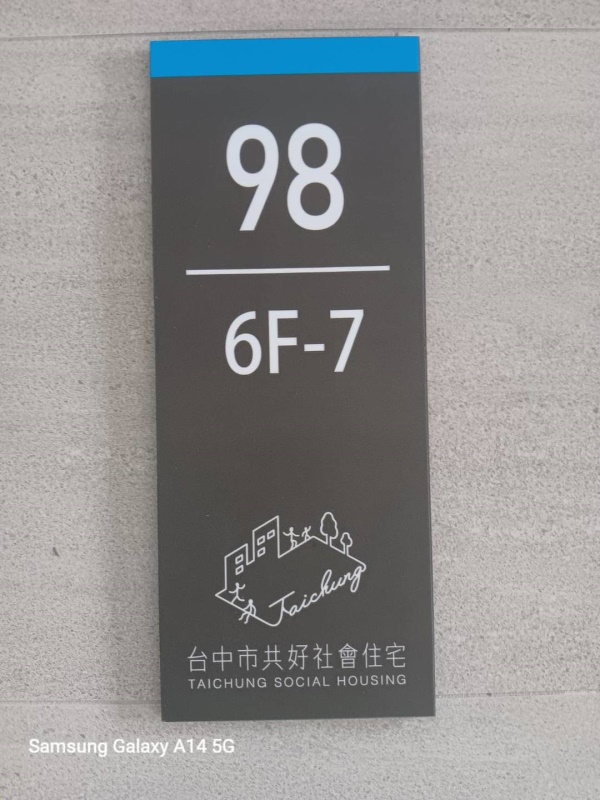 98
6F-7
Taichung
台中市共好社會住宅
TAICHUNG SOCIAL HOUSING
Samsung Galaxy A14 5G